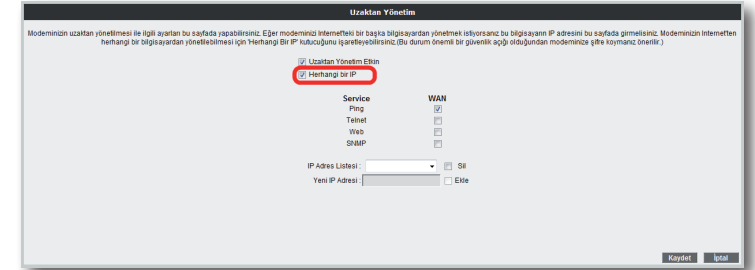 Uzaktan Yönetim
Modeminizin uzaktan yönetilmesi ile ilgili ayarları bu sayfada yapabilirsiniz. Eğer modeminizi Internet'teki bir başka bilgisayardan yönetmek istiyorsanız bu bilgisayarın IP adresini bu sayfada girmelisiniz. Modeminizin Internet'ten
herhangi bir bilgisayardan yönetilebilmesi için 'Herhangi Bir IP' kutucuğunu işaretleyebilirsiniz.(Bu durum önemli bir güvenlik açığı olduğundan modeminize şifre koymanız önerilir.)
Uzaktan Yönetim Etkin
Herhangi bir IP
Service WAN
Ping
Telnet
Web
SNMP
IP Adres Listesi : Sil
Yeni IP Adresi : Ekle
Kaydet İptal